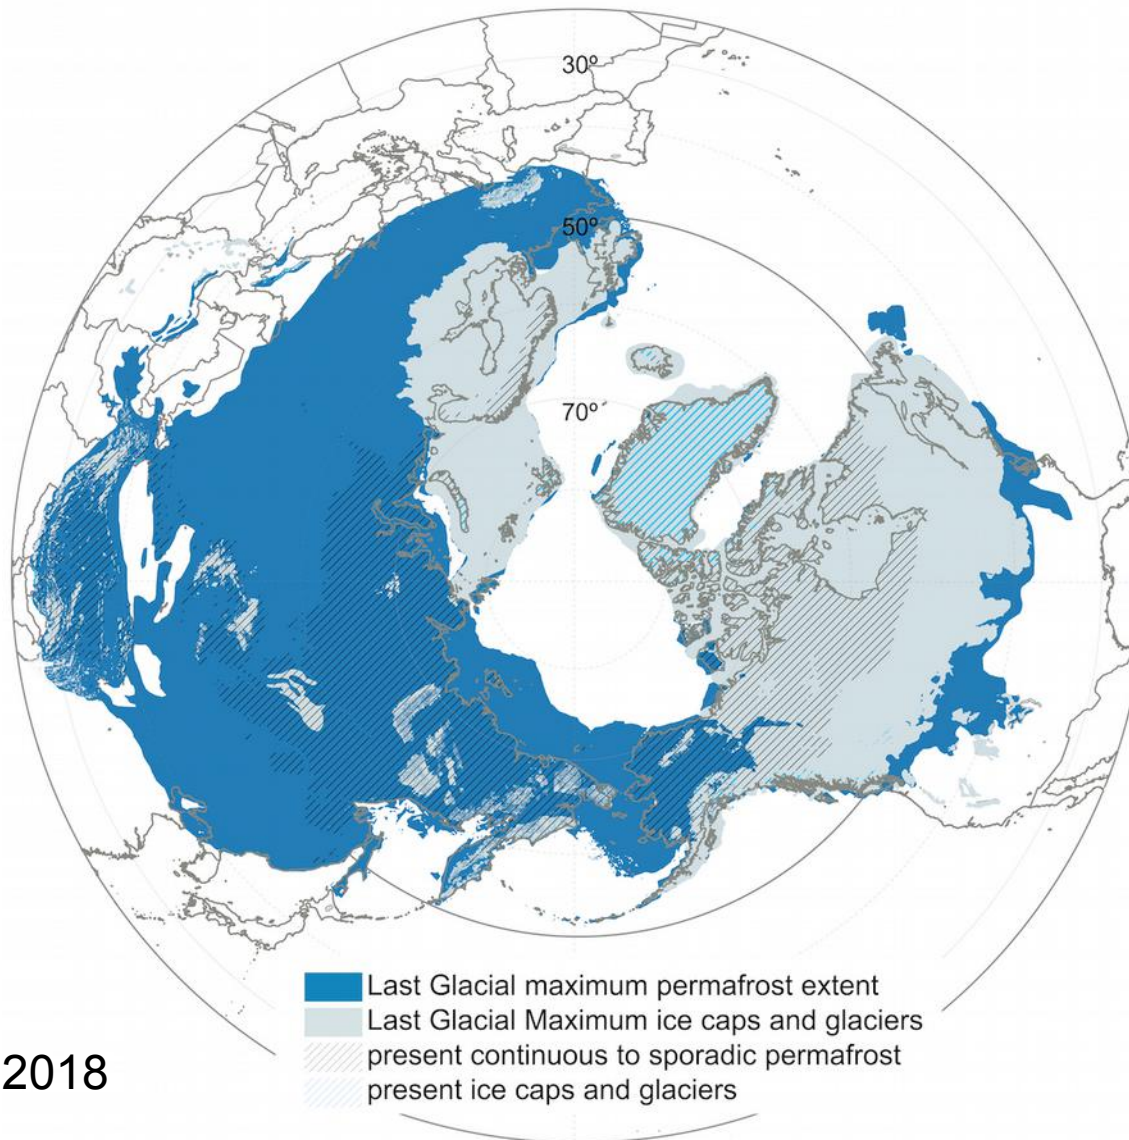 30º
50º
70º
Last Glacial maximum permafrost extent
Last Glacial Maximum ice caps and glaciers
present continuous to sporadic permafrost
present ice caps and glaciers
2018